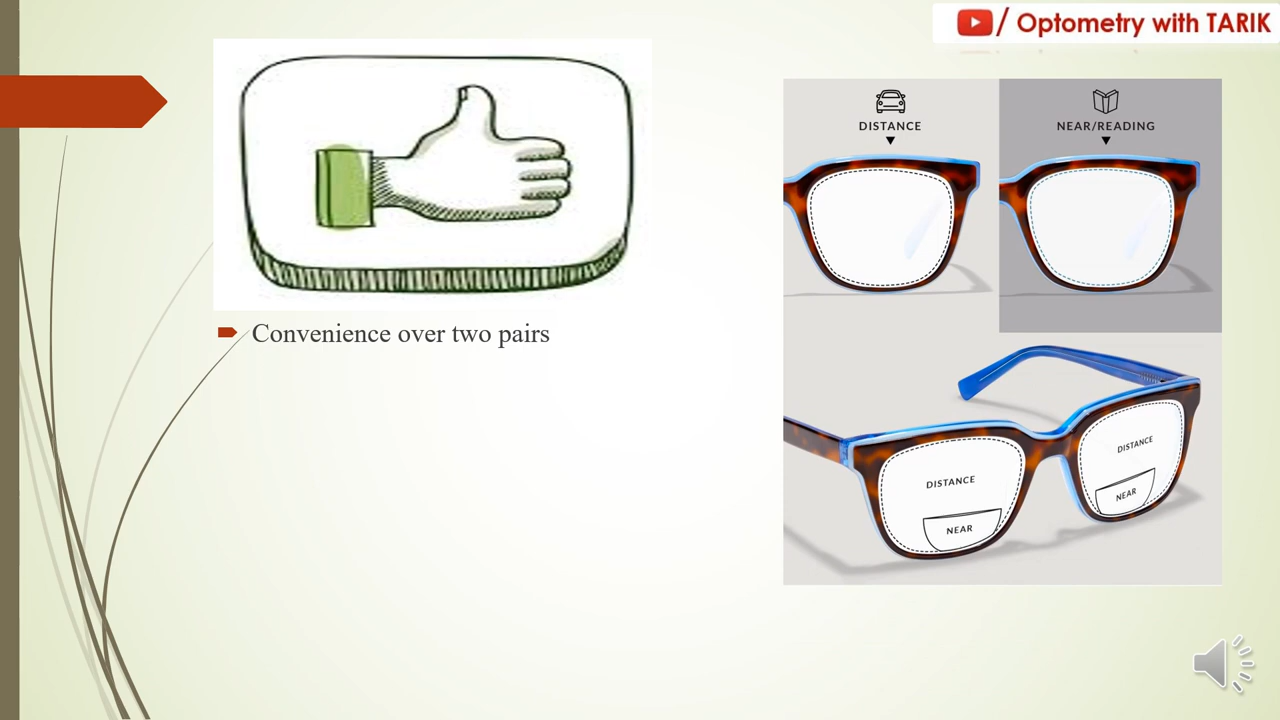 / Optometry with TARIK
Convenience over two pairs
DISTANCE
NEAR/READING
DISTANCE
NEAR
DISTANCE
NEAR